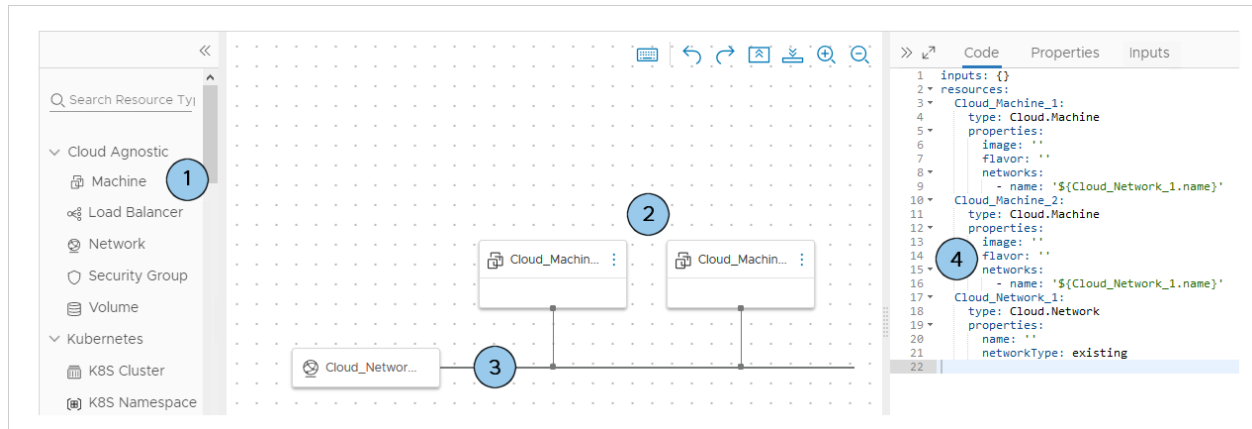 Search Resource Ty
Cloud Agnostic
Machine
1
Load Balancer
Network
Security Group
Volume
Kubernetes
K8S Cluster
K8S Namespace
2
Cloud_Machin...
Cloud_Machin...
Cloud_Networ...
3
Code Properties Inputs
1 inputs: {}
2 resources:
3 Cloud_Machine_1:
4 type: Cloud.Machine
5 properties:
6 image: ''
7 flavor: ''
8 networks:
9 - name: '${Cloud_Network_1.name}'
10 Cloud_Machine_2:
11 type: Cloud.Machine
12 properties:
13 image: ''
14 flavor: ''
15 networks:
16 - name: '${Cloud_Network_1.name}'
17 Cloud_Network_1:
18 type: Cloud.Network
19 properties:
20 name: ''
21 networkType: existing
22
4